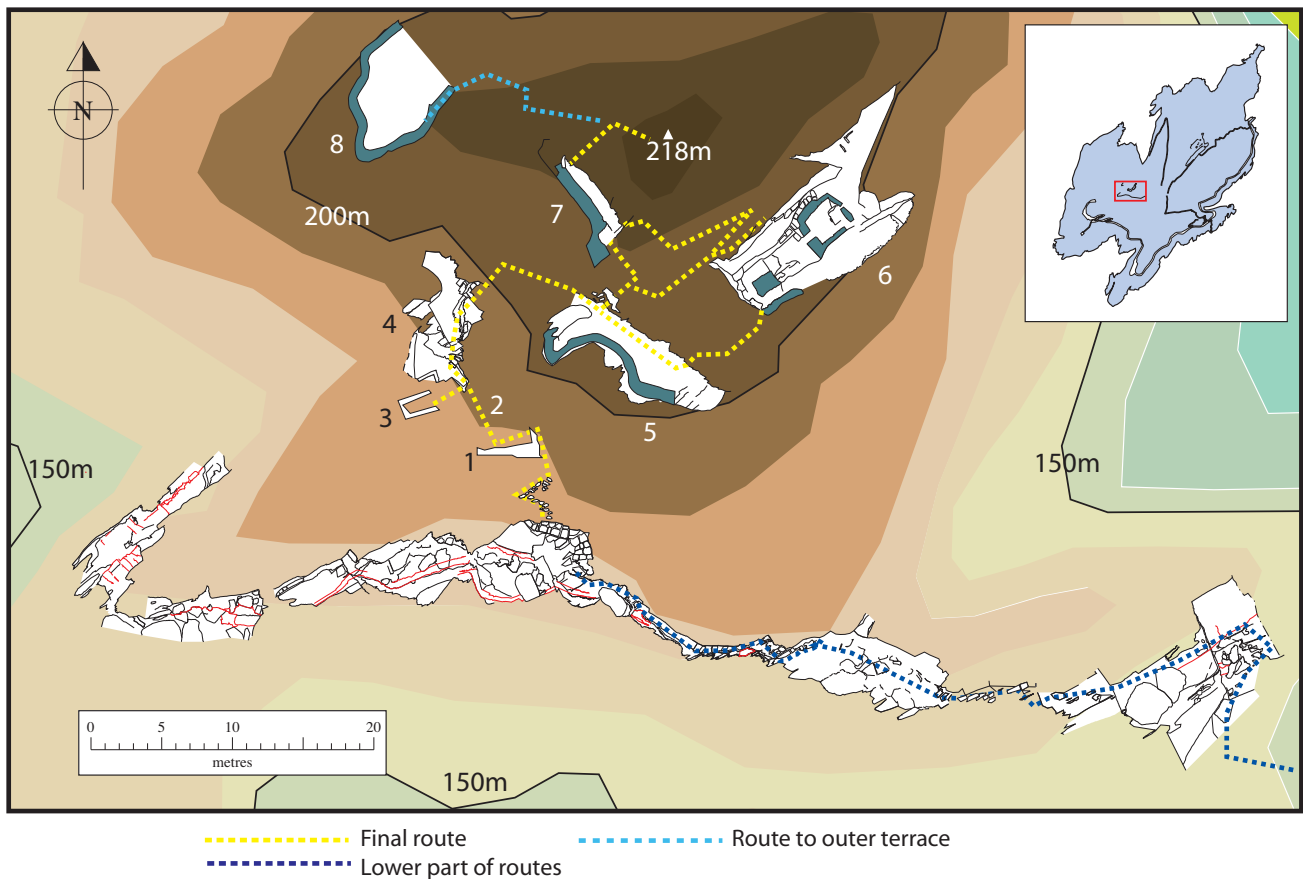 N
8
218m
200m
7
6
4
3
2
5
1
150m
150m
0 5 10 20
metres
150m
Final route
Route to outer terrace
Lower part of routes